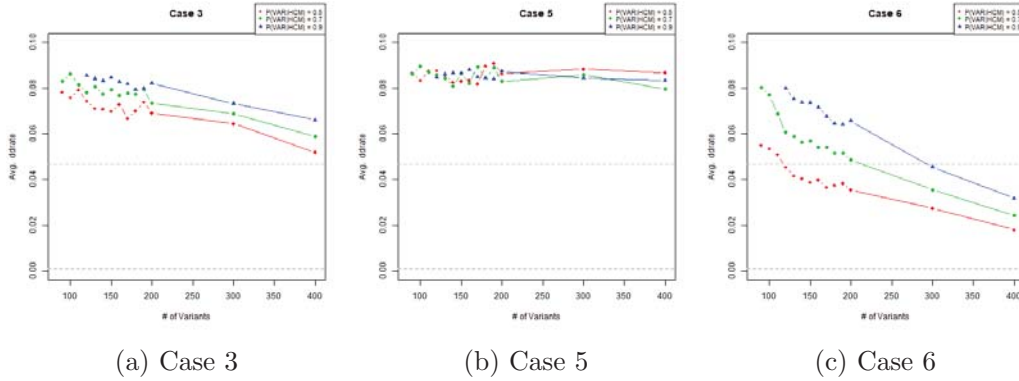 Case 3
P(VAR|HCM) = 0.5
P(VAR|HCM) = 0.7
P(VAR|HCM) = 0.9
Avg. ddrate
0.00 0.02 0.04 0.06 0.08 0.10
100 150 200 250 300 350 400
# of Variants
Case 5
P(VAR|HCM) = 0.5
P(VAR|HCM) = 0.7
P(VAR|HCM) = 0.9
0.00 0.02 0.04 0.06 0.08 0.10
100 150 200 250 300 350 400
# of Variants
Case 6
P(VAR|HCM) = 0.5
P(VAR|HCM) = 0.7
P(VAR|HCM) = 0.9
Avg. ddrate
0.00 0.02 0.04 0.06 0.08 0.10
100 150 200 250 300 350 400
# of Variants
(a) Case 3
(b) Case 5
(c) Case 6